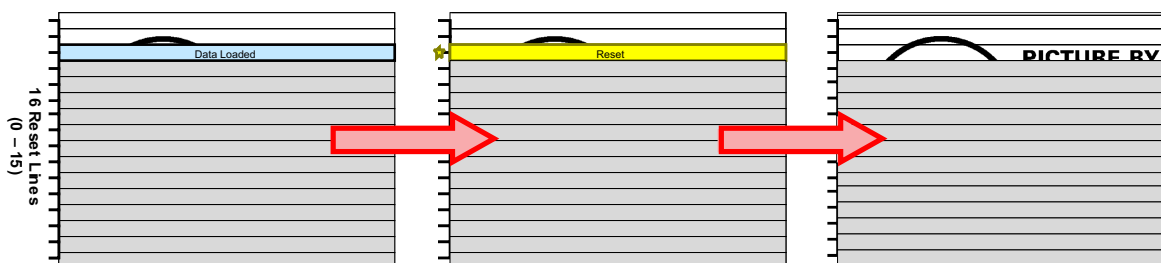 Data Loaded
Reset
PICTURE BY
16 Reset Lines
(0 – 15)